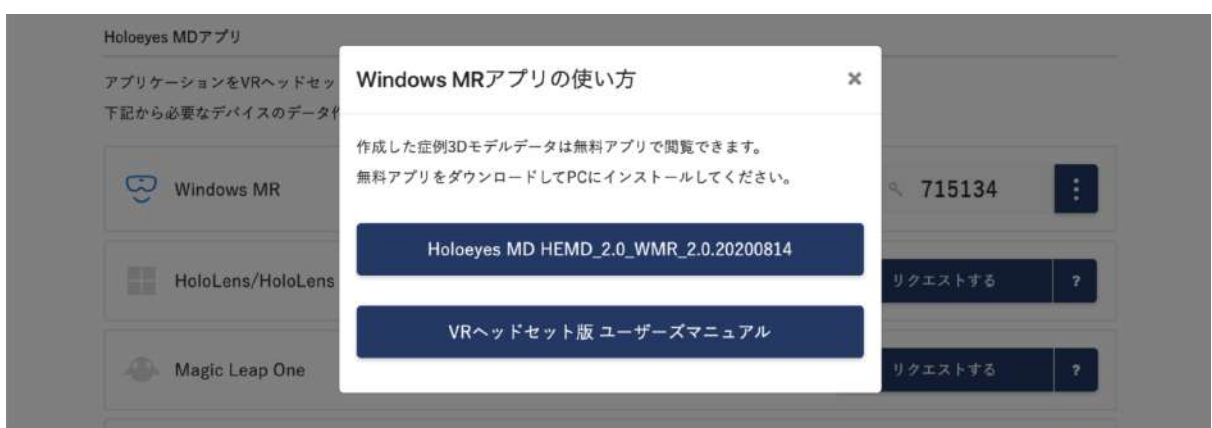 Holoeyes MDアプリ
アプリケーションをVRヘッドセッ
下記から必要なデバイスのデータ
Windows MRアプリの使い方
×
作成した症例3Dモデルデータは無料アプリで閲覧できます。
無料アプリをダウンロードしてPCにインストールしてください。
Holoeyes MD HEMD_2.0_WMR_2.0.20200814
VRヘッドセット版 ユーザーズマニュアル
Windows MR
715134
HoloLens/HoloLens
リクエストする
?
Magic Leap One
リクエストする
?